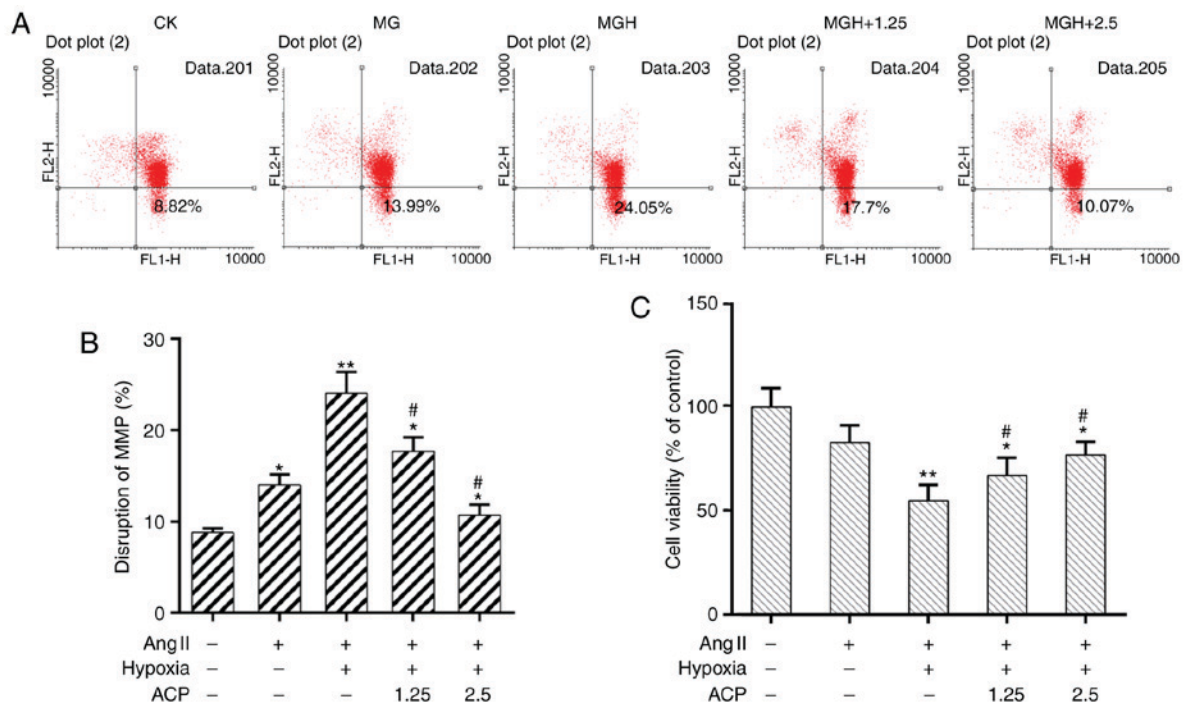 A
CK MG MGH MGH+1.25 MGH+2.5
Dot plot (2) Dot plot (2) Dot plot (2) Dot plot (2) Dot plot (2)
Data.201 Data.202 Data.203 Data.204 Data.205
10000 10000 10000 10000 10000
FL2-H FL2-H FL2-H FL2-H FL2-H
8.82% 13.99% 24.05% 17.7% 10.07%
FL1-H 10000 FL1-H 10000 FL1-H 10000 FL1-H 10000 FL1-H 10000
B
Disruption of MMP (%)
30
20
10
0
*
**
#
*
#
*
Ang II – + + + +
Hypoxia – – + + +
ACP – – – 1.25 2.5
C
Cell viability (% of control)
150
100
50
0
**
#
*
#
*
Ang II – + + + +
Hypoxia – – + + +
ACP – – – 1.25 2.5